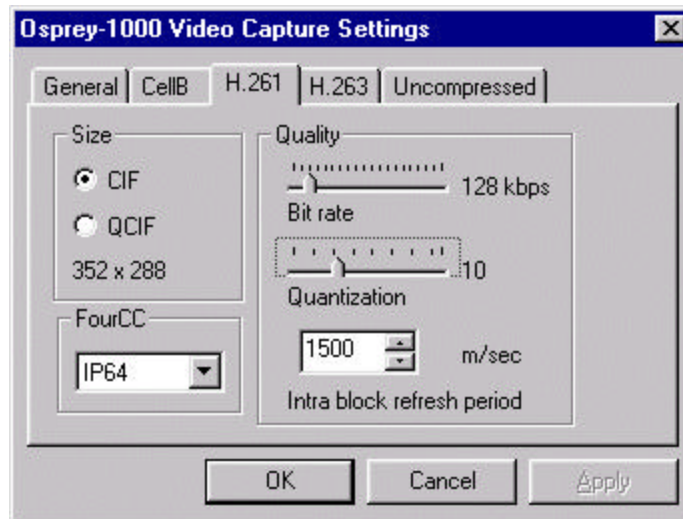 Osprey-1000 Video Capture Settings
General CellB H.261 H.263 Uncompressed
Size
CIF
QCIF
352 x 288
FourCC
IP64
Quality
128 kbps
Bit rate
10
Quantization
1500 m/sec
Intra block refresh period
OK Cancel Apply